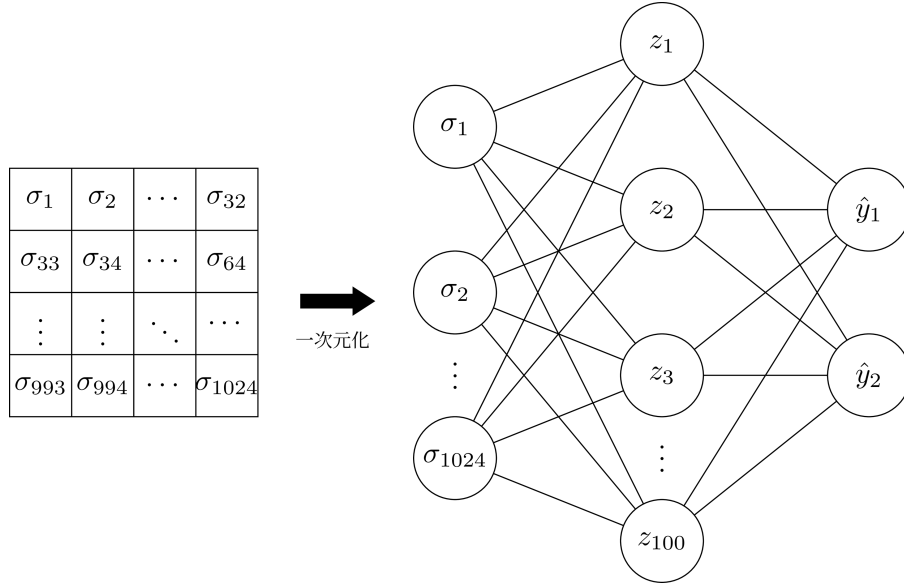 σ₁ σ₂ ⋯ σ₃₂
σ₃₃ σ₃₄ ⋯ σ₆₄
⋮ ⋮ ⋱ ⋯
σ₉₉₃ σ₉₉₄ ⋯ σ₁₀₂₄
一次元化
σ₁
σ₂
⋮
σ₁₀₂₄
z₁
z₂
z₃
⋮
z₁₀₀
ŷ₁
ŷ₂